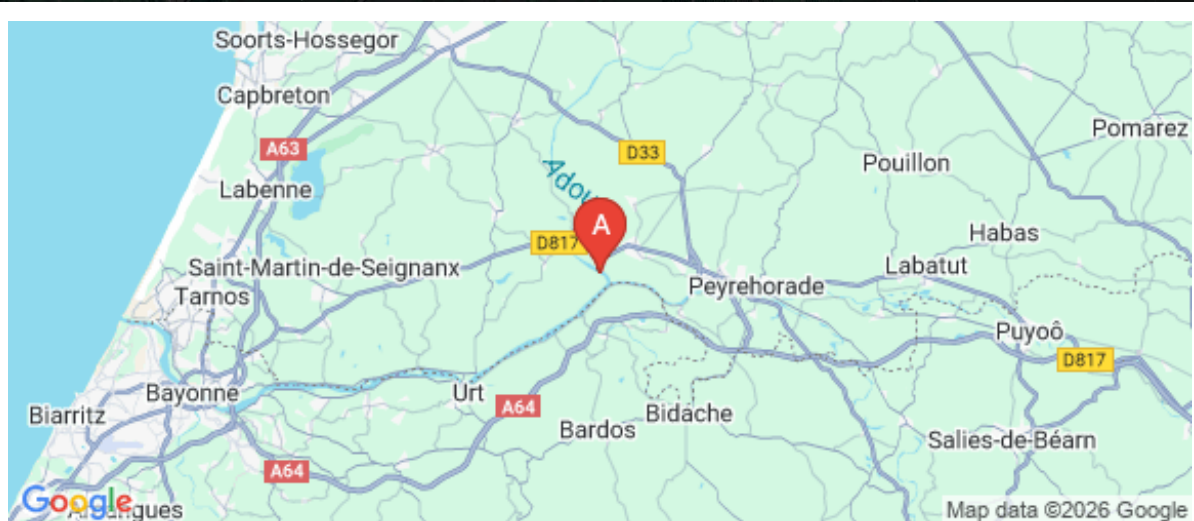 Soorts-Hossegor
Capbreton
Pomarez
A63
D33
Pouillon
Adou
Labenne
A
Habas
D817
Saint-Martin-de-Seignanx
Labatut
Peyrehorade
Tarnos
Puyoô
D817
Bayonne
Urt
A64
Biarritz
Bidache
Bardos
Salies-de-Béarn
A64
Google
Map data ©2026 Google